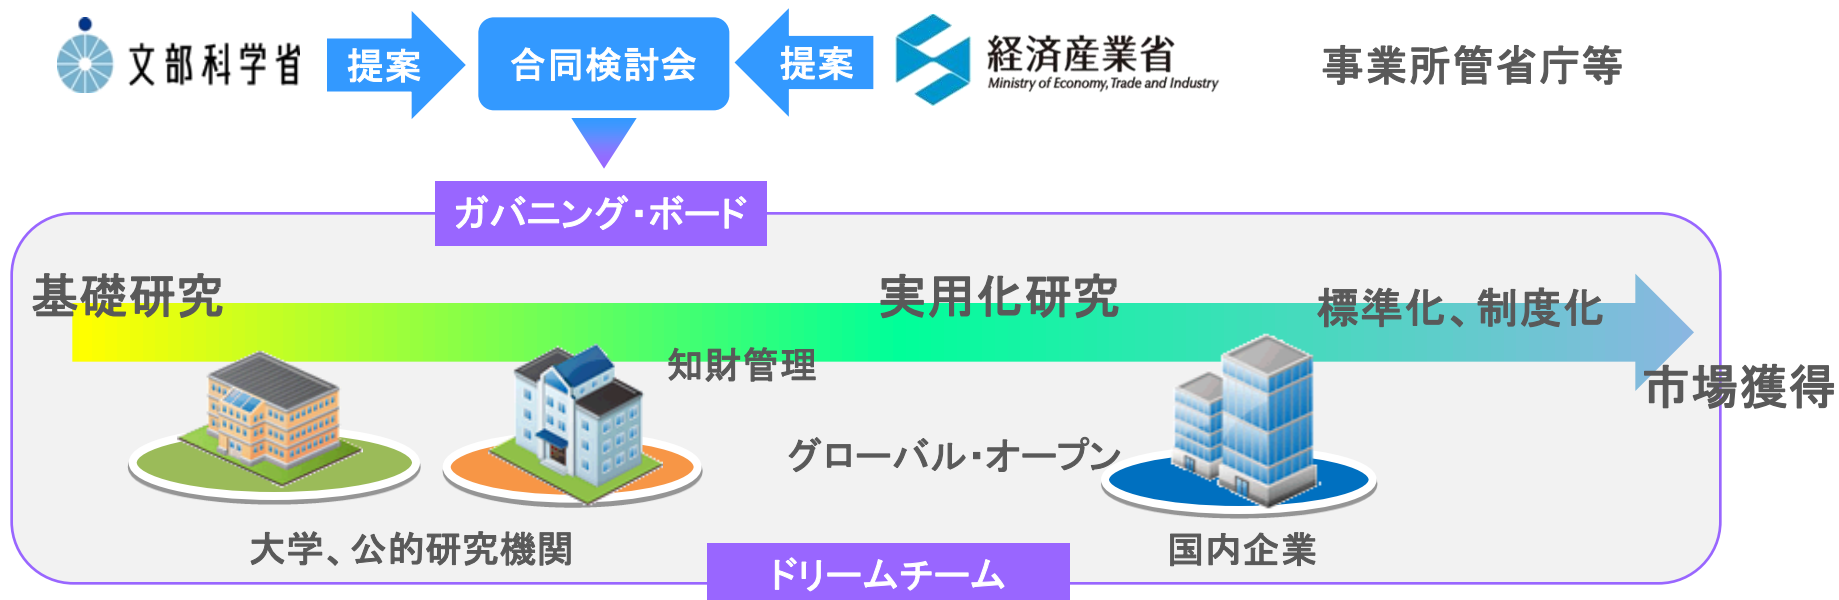 文部科学省
提案
合同検討会
提案
経済産業省
Ministry of Economy, Trade and Industry
事業所管省庁等
ガバニング・ボード
基礎研究
実用化研究
標準化、制度化
知財管理
市場獲得
グローバル・オープン
大学、公的研究機関
国内企業
ドリームチーム